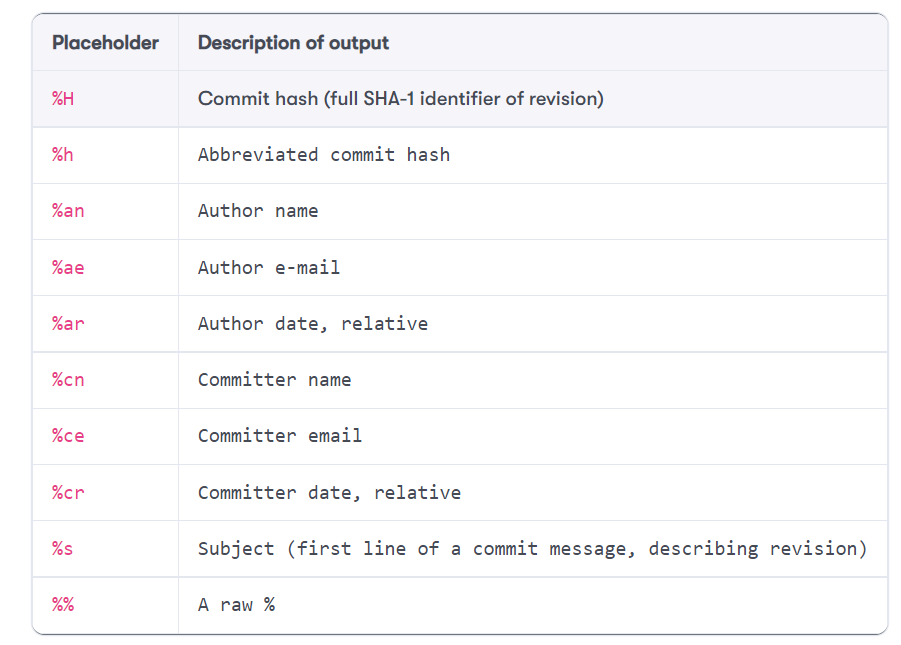 Placeholder Description of output
%H Commit hash (full SHA-1 identifier of revision)
%h Abbreviated commit hash
%an Author name
%ae Author e-mail
%ar Author date, relative
%cn Committer name
%ce Committer email
%cr Committer date, relative
%s Subject (first line of a commit message, describing revision)
%% A raw %